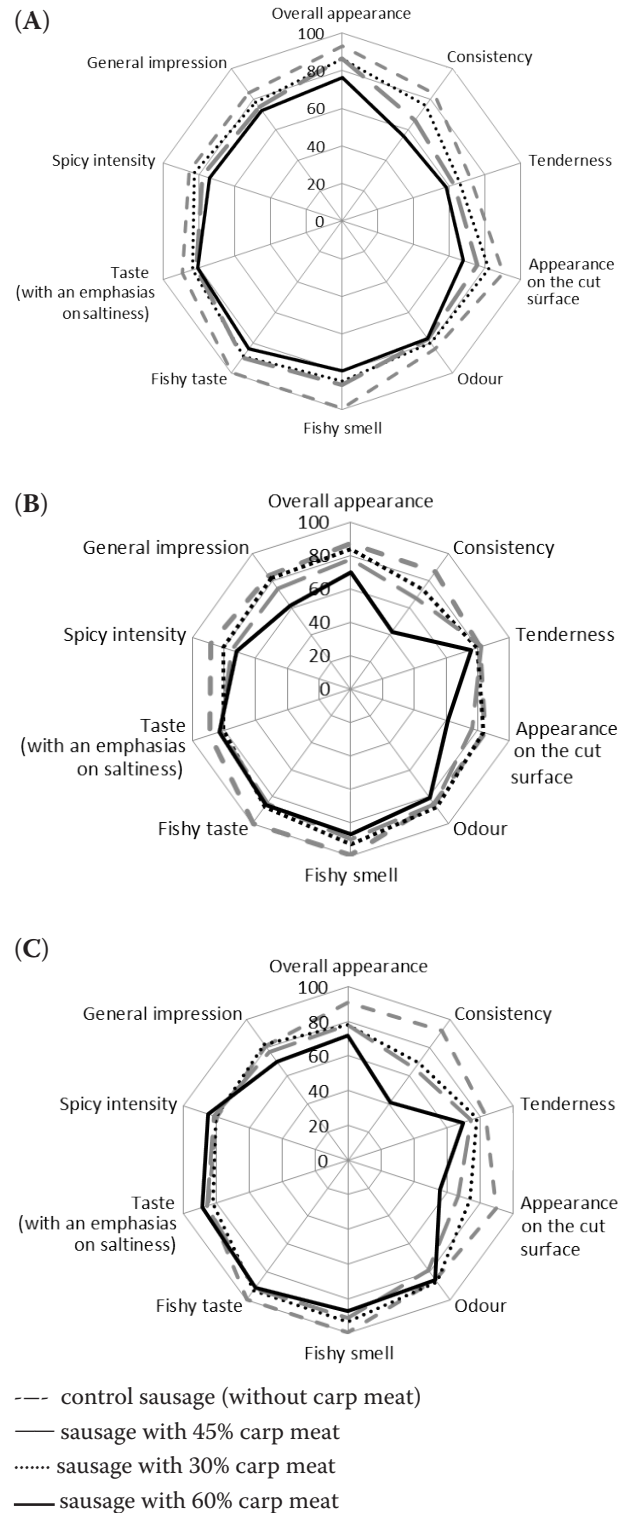 (A)
Overall appearance
100
General impression
Consistency
80
60
Spicy intensity
Tenderness
40
20
0
Taste
(with an emphasias
on saltiness)
Appearance
on the cut
surface
Fishy taste
Odour
Fishy smell
(B)
Overall appearance
100
General impression
Consistency
80
60
Spicy intensity
Tenderness
40
20
0
Taste
(with an emphasias
on saltiness)
Appearance
on the cut
surface
Fishy taste
Odour
Fishy smell
(C)
Overall appearance
100
General impression
Consistency
80
60
Spicy intensity
Tenderness
40
20
0
Taste
(with an emphasias
on saltiness)
Appearance
on the cut
surface
Fishy taste
Odour
Fishy smell
control sausage (without carp meat)
sausage with 45% carp meat
sausage with 30% carp meat
sausage with 60% carp meat